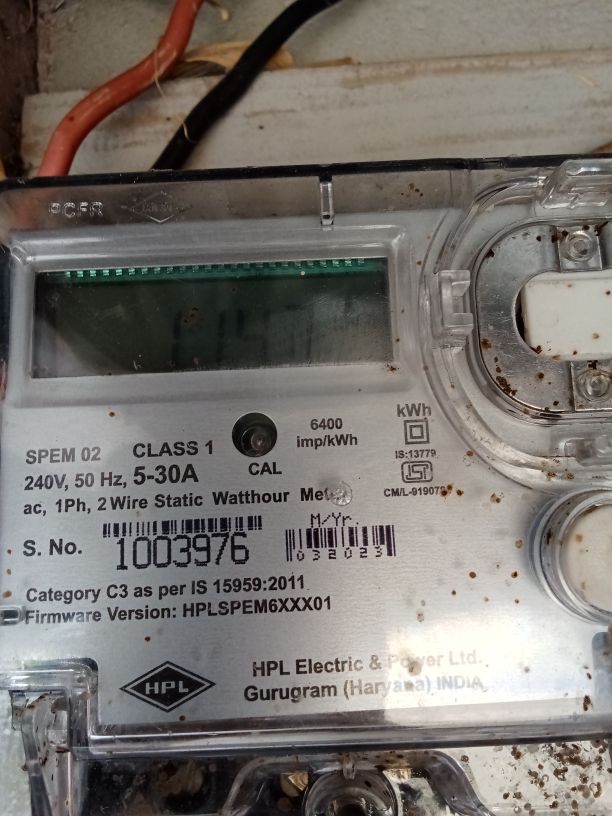 PCFR
6400
imp/kWh
kWh
IS:13779
SPEM 02 CLASS 1
CAL
240V, 50 Hz, 5-30A
ac, 1Ph, 2 Wire Static Watthour
S. No. 1003976
M/Yr.
032023
Category C3 as per IS 15959:2011
Firmware Version: HPLSPEM6XXX01
HPL
HPL Electric & Power Ltd.
Gurugram (Haryana) INDIA